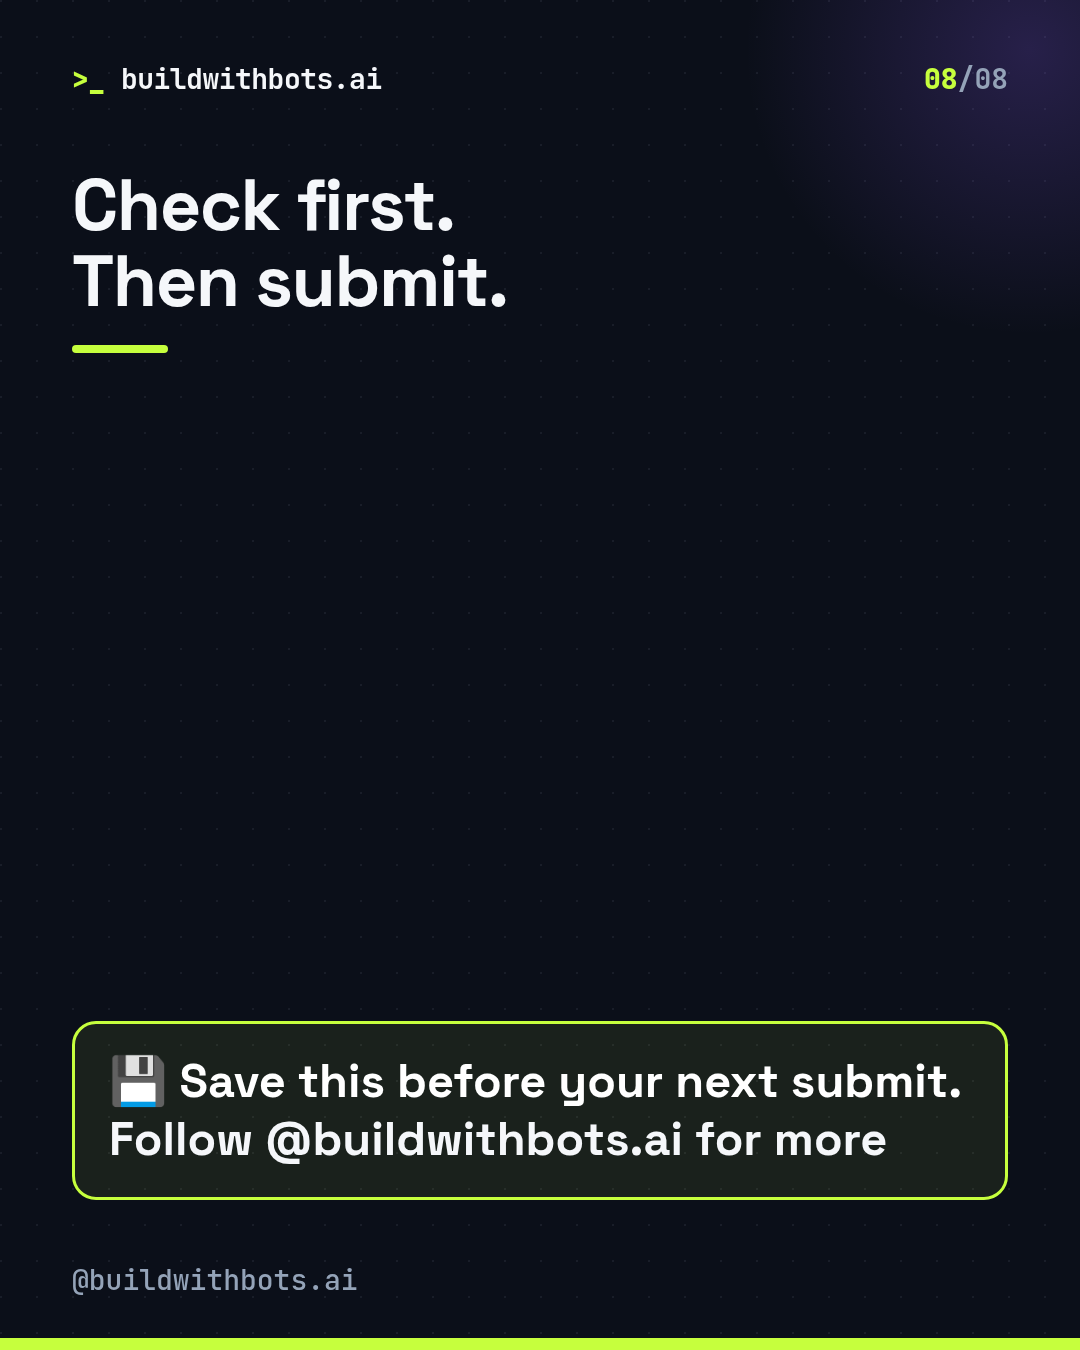 >_ buildwithbots.ai
08/08
Check first.
Then submit.
💾 Save this before your next submit.
Follow @buildwithbots.ai for more
@buildwithbots.ai